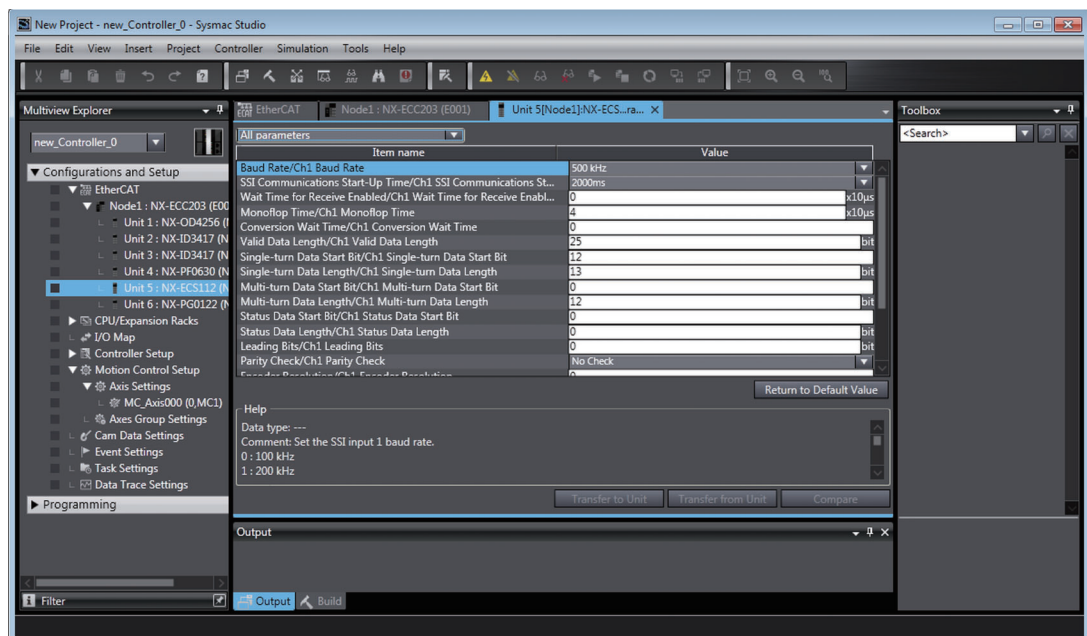 New Project - new_Controller_0 - Sysmac Studio
File Edit View Insert Project Controller Simulation Tools Help
Multiview Explorer
new_Controller_0
Configurations and Setup
EtherCAT
Node1 : NX-ECC203 (E00
Unit 1 : NX-OD4256 (
Unit 2 : NX-ID3417 (N
Unit 3 : NX-ID3417 (N
Unit 4 : NX-PF0630 (N
Unit 5 : NX-ECS112 (N
Unit 6 : NX-PG0122 (N
CPU/Expansion Racks
I/O Map
Controller Setup
Motion Control Setup
Axis Settings
MC_Axis000 (0,MC1)
Axes Group Settings
Cam Data Settings
Event Settings
Task Settings
Data Trace Settings
Programming
Filter
EtherCAT Node1 : NX-ECC203 (E001) Unit 5[Node1]:NX-ECS...ra... X
All parameters
Item name Value
Baud Rate/Ch1 Baud Rate 500 kHz
SSI Communications Start-Up Time/Ch1 SSI Communications St... 2000ms
Wait Time for Receive Enabled/Ch1 Wait Time for Receive Enabl... 0 x10μs
Monoflop Time/Ch1 Monoflop Time 4 x10μs
Conversion Wait Time/Ch1 Conversion Wait Time 0
Valid Data Length/Ch1 Valid Data Length 25 bit
Single-turn Data Start Bit/Ch1 Single-turn Data Start Bit 12
Single-turn Data Length/Ch1 Single-turn Data Length 13 bit
Multi-turn Data Start Bit/Ch1 Multi-turn Data Start Bit 0
Multi-turn Data Length/Ch1 Multi-turn Data Length 12 bit
Status Data Start Bit/Ch1 Status Data Start Bit 0
Status Data Length/Ch1 Status Data Length 0 bit
Leading Bits/Ch1 Leading Bits 0 bit
Parity Check/Ch1 Parity Check No Check
Encoder Resolution/Ch1 Encoder Resolution 0
Return to Default Value
Help
Data type: ---
Comment: Set the SSI input 1 baud rate.
0 : 100 kHz
1 : 200 kHz
Transfer to Unit Transfer from Unit Compare
Output
Output Build
Toolbox
<Search>